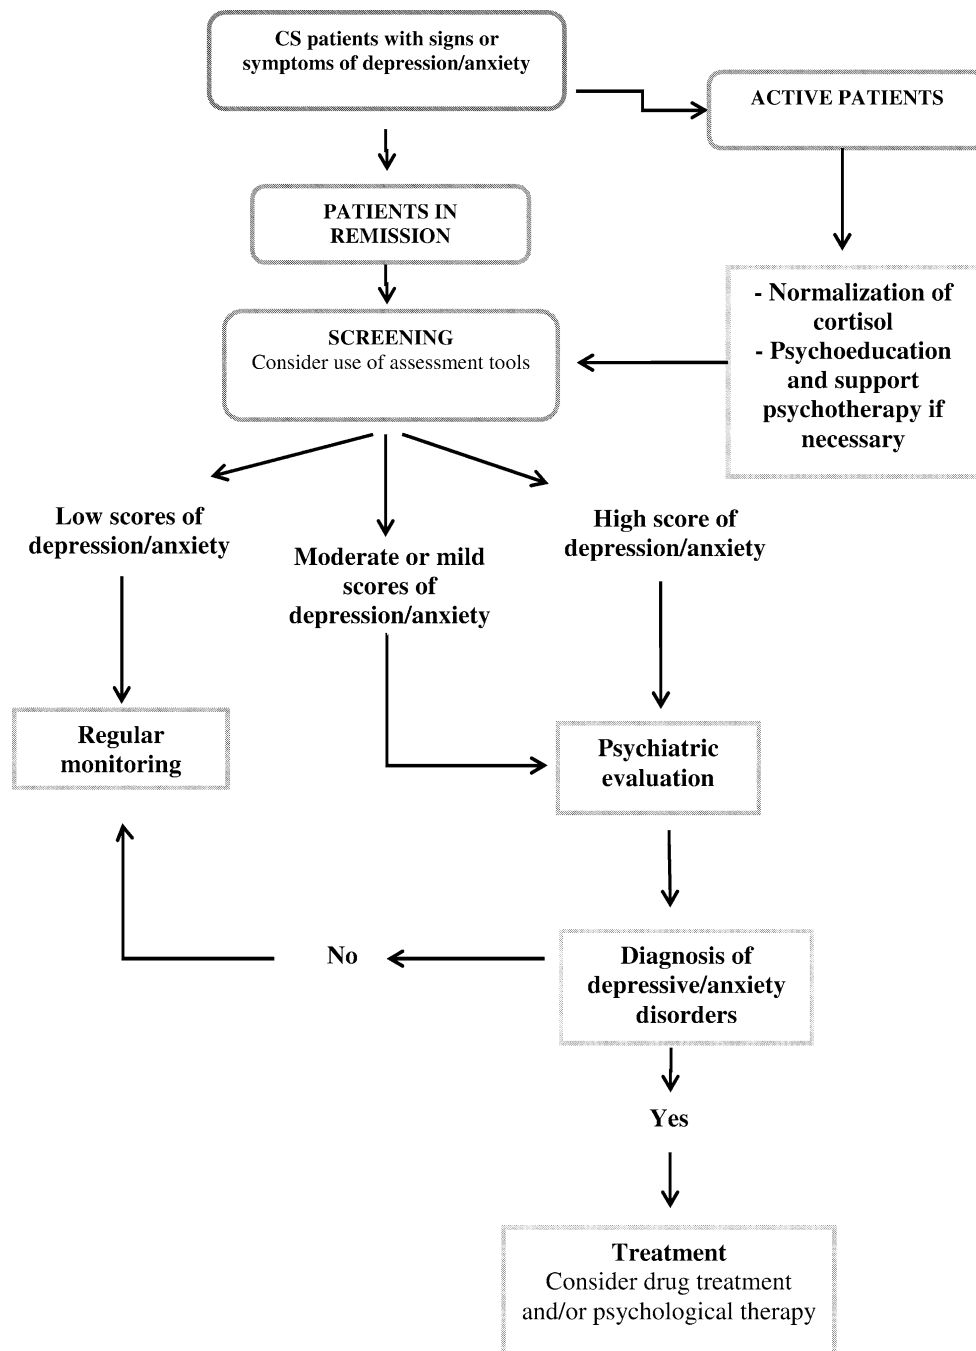 CS patients with signs or
symptoms of depression/anxiety
ACTIVE PATIENTS
PATIENTS IN
REMISSION
- Normalization of
cortisol
- Psychoeducation
and support
psychotherapy if
necessary
SCREENING
Consider use of assessment tools
Low scores of
depression/anxiety
Moderate or mild
scores of
depression/anxiety
High score of
depression/anxiety
Regular
monitoring
Psychiatric
evaluation
No
Diagnosis of
depressive/anxiety
disorders
Yes
Treatment
Consider drug treatment
and/or psychological therapy